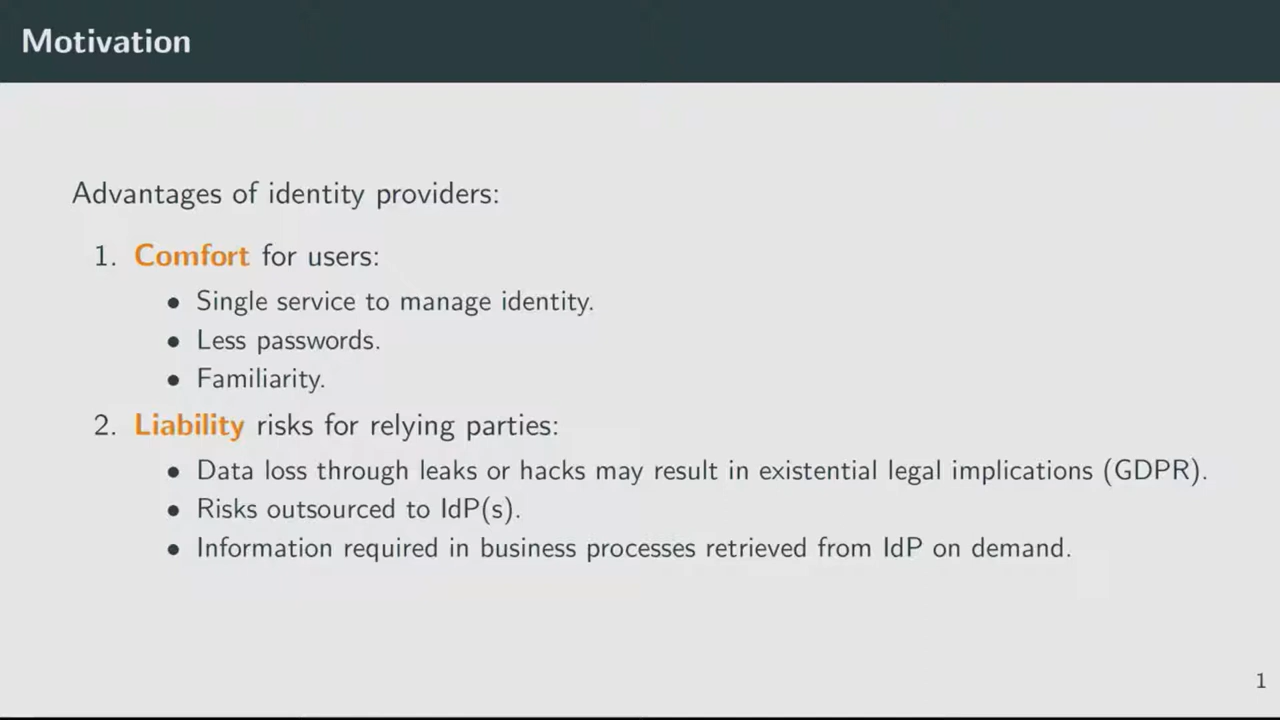 Motivation
Advantages of identity providers:
1. Comfort for users:
• Single service to manage identity.
• Less passwords.
• Familiarity.
2. Liability risks for relying parties:
• Data loss through leaks or hacks may result in existential legal implications (GDPR).
• Risks outsourced to IdP(s).
• Information required in business processes retrieved from IdP on demand.
1